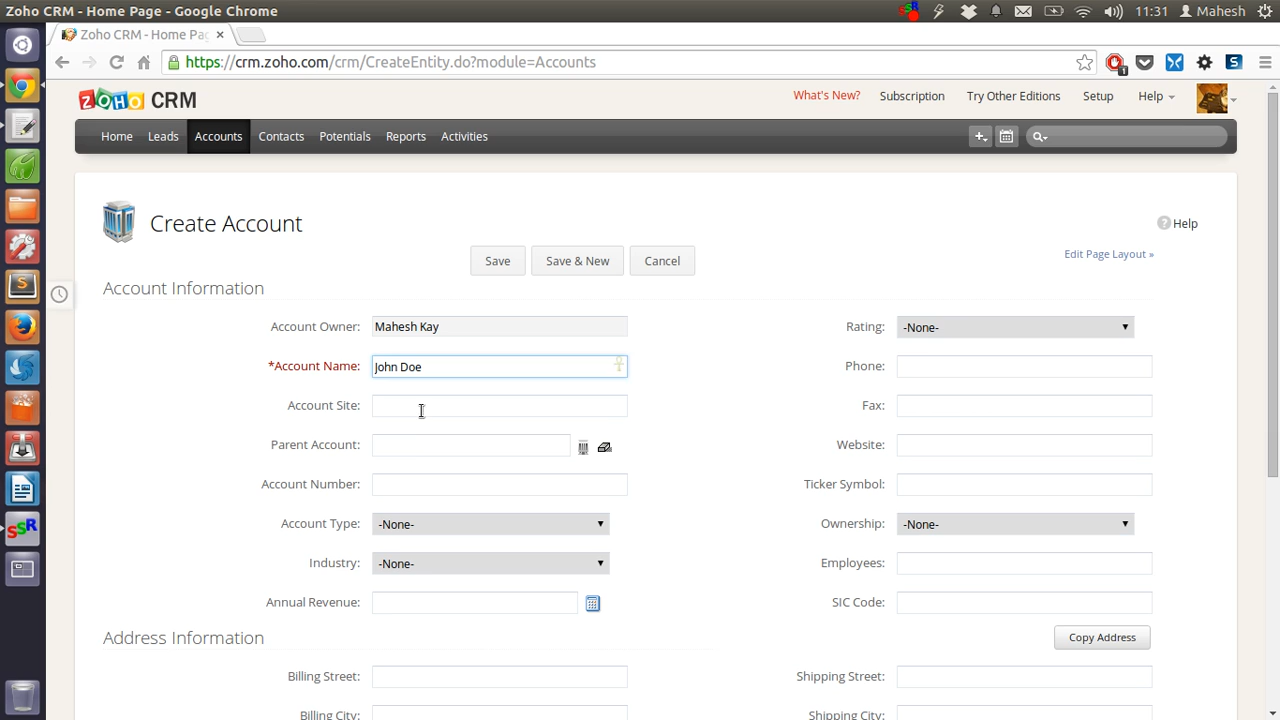 Zoho CRM - Home Page - Google Chrome
11:31 Mahesh
Zoho CRM - Home Pag
https://crm.zoho.com/crm/CreateEntity.do?module=Accounts
1
ZOHO CRM
What's New? Subscription Try Other Editions Setup Help
Home Leads Accounts Contacts Potentials Reports Activities
Create Account
? Help
Save Save & New Cancel
Edit Page Layout »
Account Information
Account Owner: Mahesh Kay Rating: -None-
*Account Name: John Doe Phone:
Account Site: Fax:
Parent Account: Website:
Account Number: Ticker Symbol:
Account Type: -None- Ownership: -None-
Industry: -None- Employees:
Annual Revenue: SIC Code:
Address Information Copy Address
Billing Street: Shipping Street:
Billing City: Shipping City: